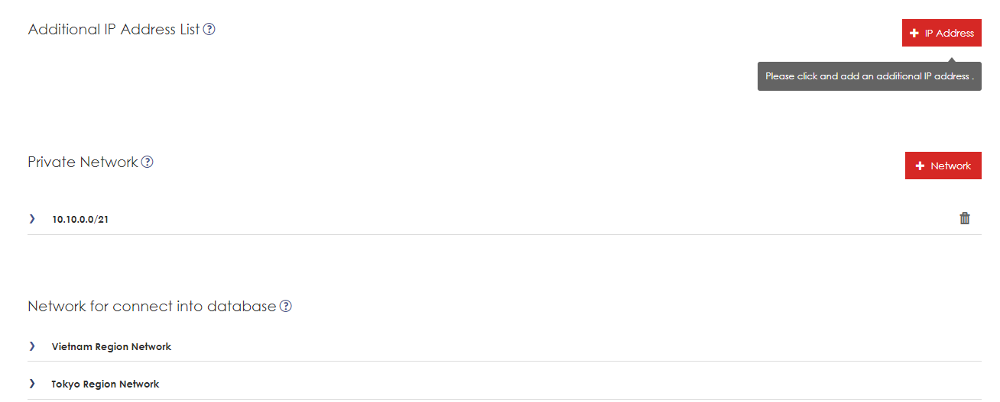 Additional IP Address List
IP Address
Please click and add an additional IP address .
Private Network
Network
10.10.0.0/21
Network for connect into database
Vietnam Region Network
Tokyo Region Network